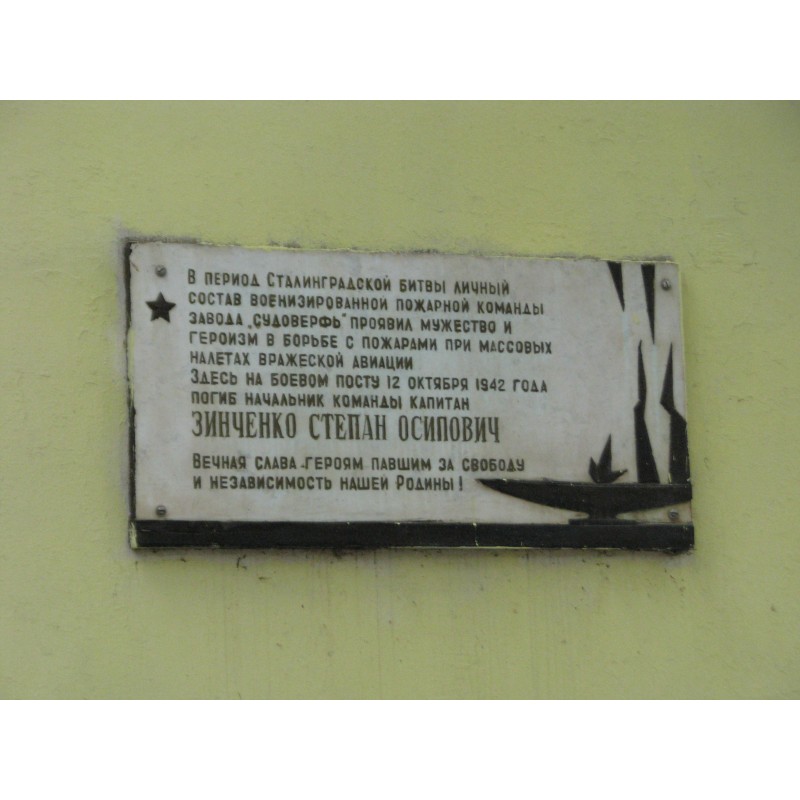 В период Сталинградской битвы личный
состав военизированной пожарной команды
завода „Судоверфь" проявил мужество и
героизм в борьбе с пожарами при массовых
налетах вражеской авиации
Здесь на боевом посту 12 октября 1942 года
погиб начальник команды капитан
ЗИНЧЕНКО СТЕПАН ОСИПОВИЧ
Вечная слава героям павшим за свободу
и независимость нашей Родины!